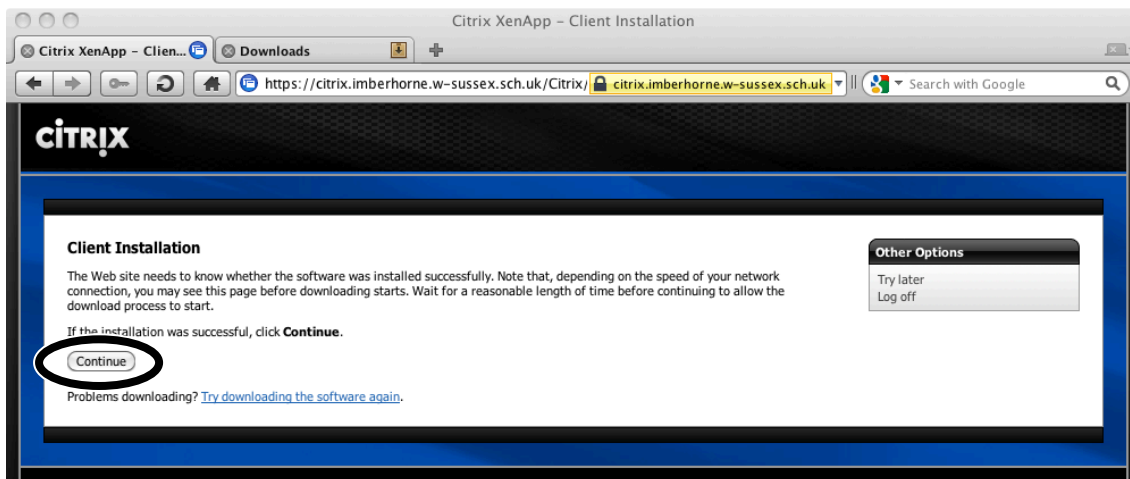 Citrix XenApp – Client Installation
Citrix XenApp – Clien...
Downloads
https://citrix.imberhorne.w-sussex.sch.uk/Citrix/
citrix.imberhorne.w-sussex.sch.uk
Search with Google
CİTRIX
Client Installation
The Web site needs to know whether the software was installed successfully. Note that, depending on the speed of your network
connection, you may see this page before downloading starts. Wait for a reasonable length of time before continuing to allow the
download process to start.
If the installation was successful, click Continue.
Continue
Problems downloading? Try downloading the software again.
Other Options
Try later
Log off